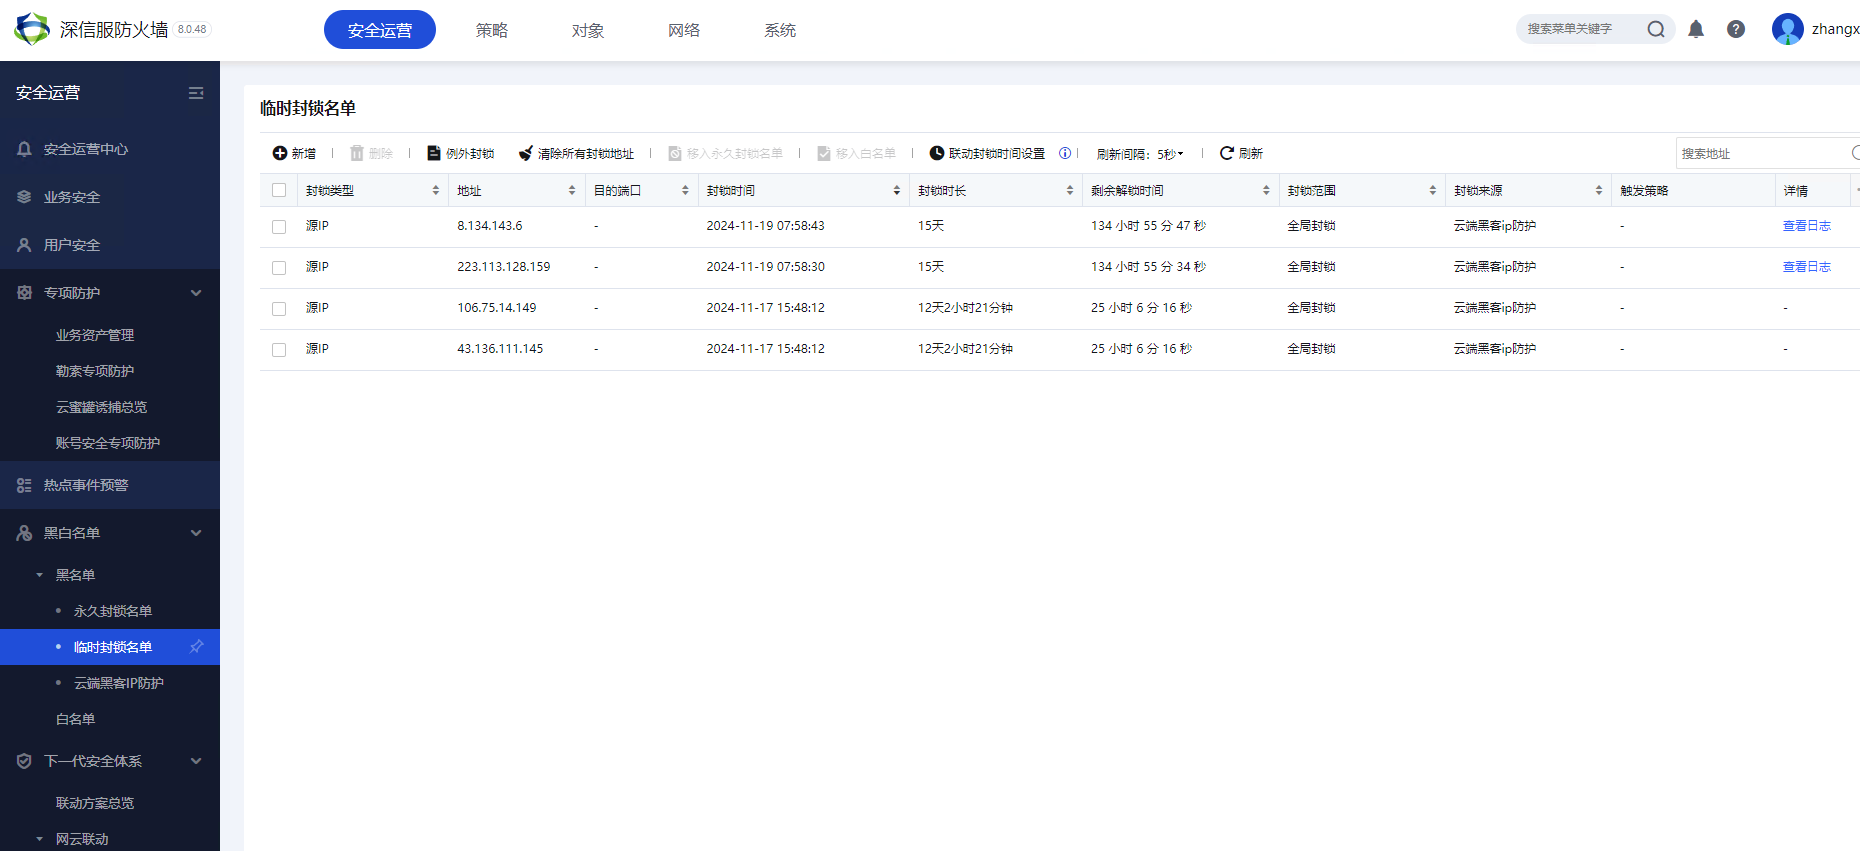 深信服防火墙 8.0.48
安全运营 策略 对象 网络 系统
搜索菜单关键字
zhangx
安全运营
安全运营中心
业务安全
用户安全
专项防护
业务资产管理
勒索专项防护
云蜜罐诱捕总览
账号安全专项防护
热点事件预警
黑白名单
黑名单
永久封锁名单
临时封锁名单
云端黑客IP防护
白名单
下一代安全体系
联动方案总览
网云联动
临时封锁名单
新增 删除 例外封锁 清除所有封锁地址 移入永久封锁名单 移入白名单 联动封锁时间设置 刷新间隔：5秒 刷新
搜索地址
封锁类型 地址 目的端口 封锁时间 封锁时长 剩余解锁时间 封锁范围 封锁来源 触发策略 详情
源IP 8.134.143.6 - 2024-11-19 07:58:43 15天 134 小时 55 分 47 秒 全局封锁 云端黑客ip防护 - 查看日志
源IP 223.113.128.159 - 2024-11-19 07:58:30 15天 134 小时 55 分 34 秒 全局封锁 云端黑客ip防护 - 查看日志
源IP 106.75.14.149 - 2024-11-17 15:48:12 12天2小时21分钟 25 小时 6 分 16 秒 全局封锁 云端黑客ip防护 - -
源IP 43.136.111.145 - 2024-11-17 15:48:12 12天2小时21分钟 25 小时 6 分 16 秒 全局封锁 云端黑客ip防护 - -